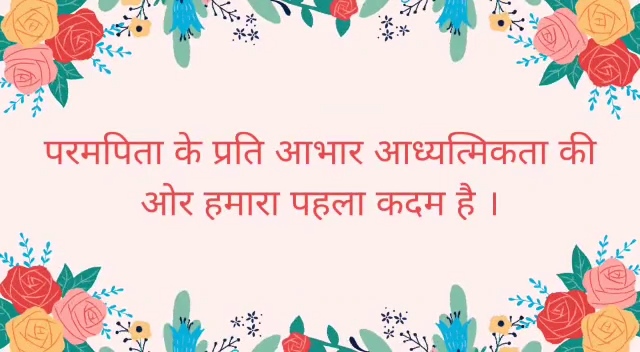 परमपिता के प्रति आभार आध्यत्मिकता की
ओर हमारा पहला कदम है ।